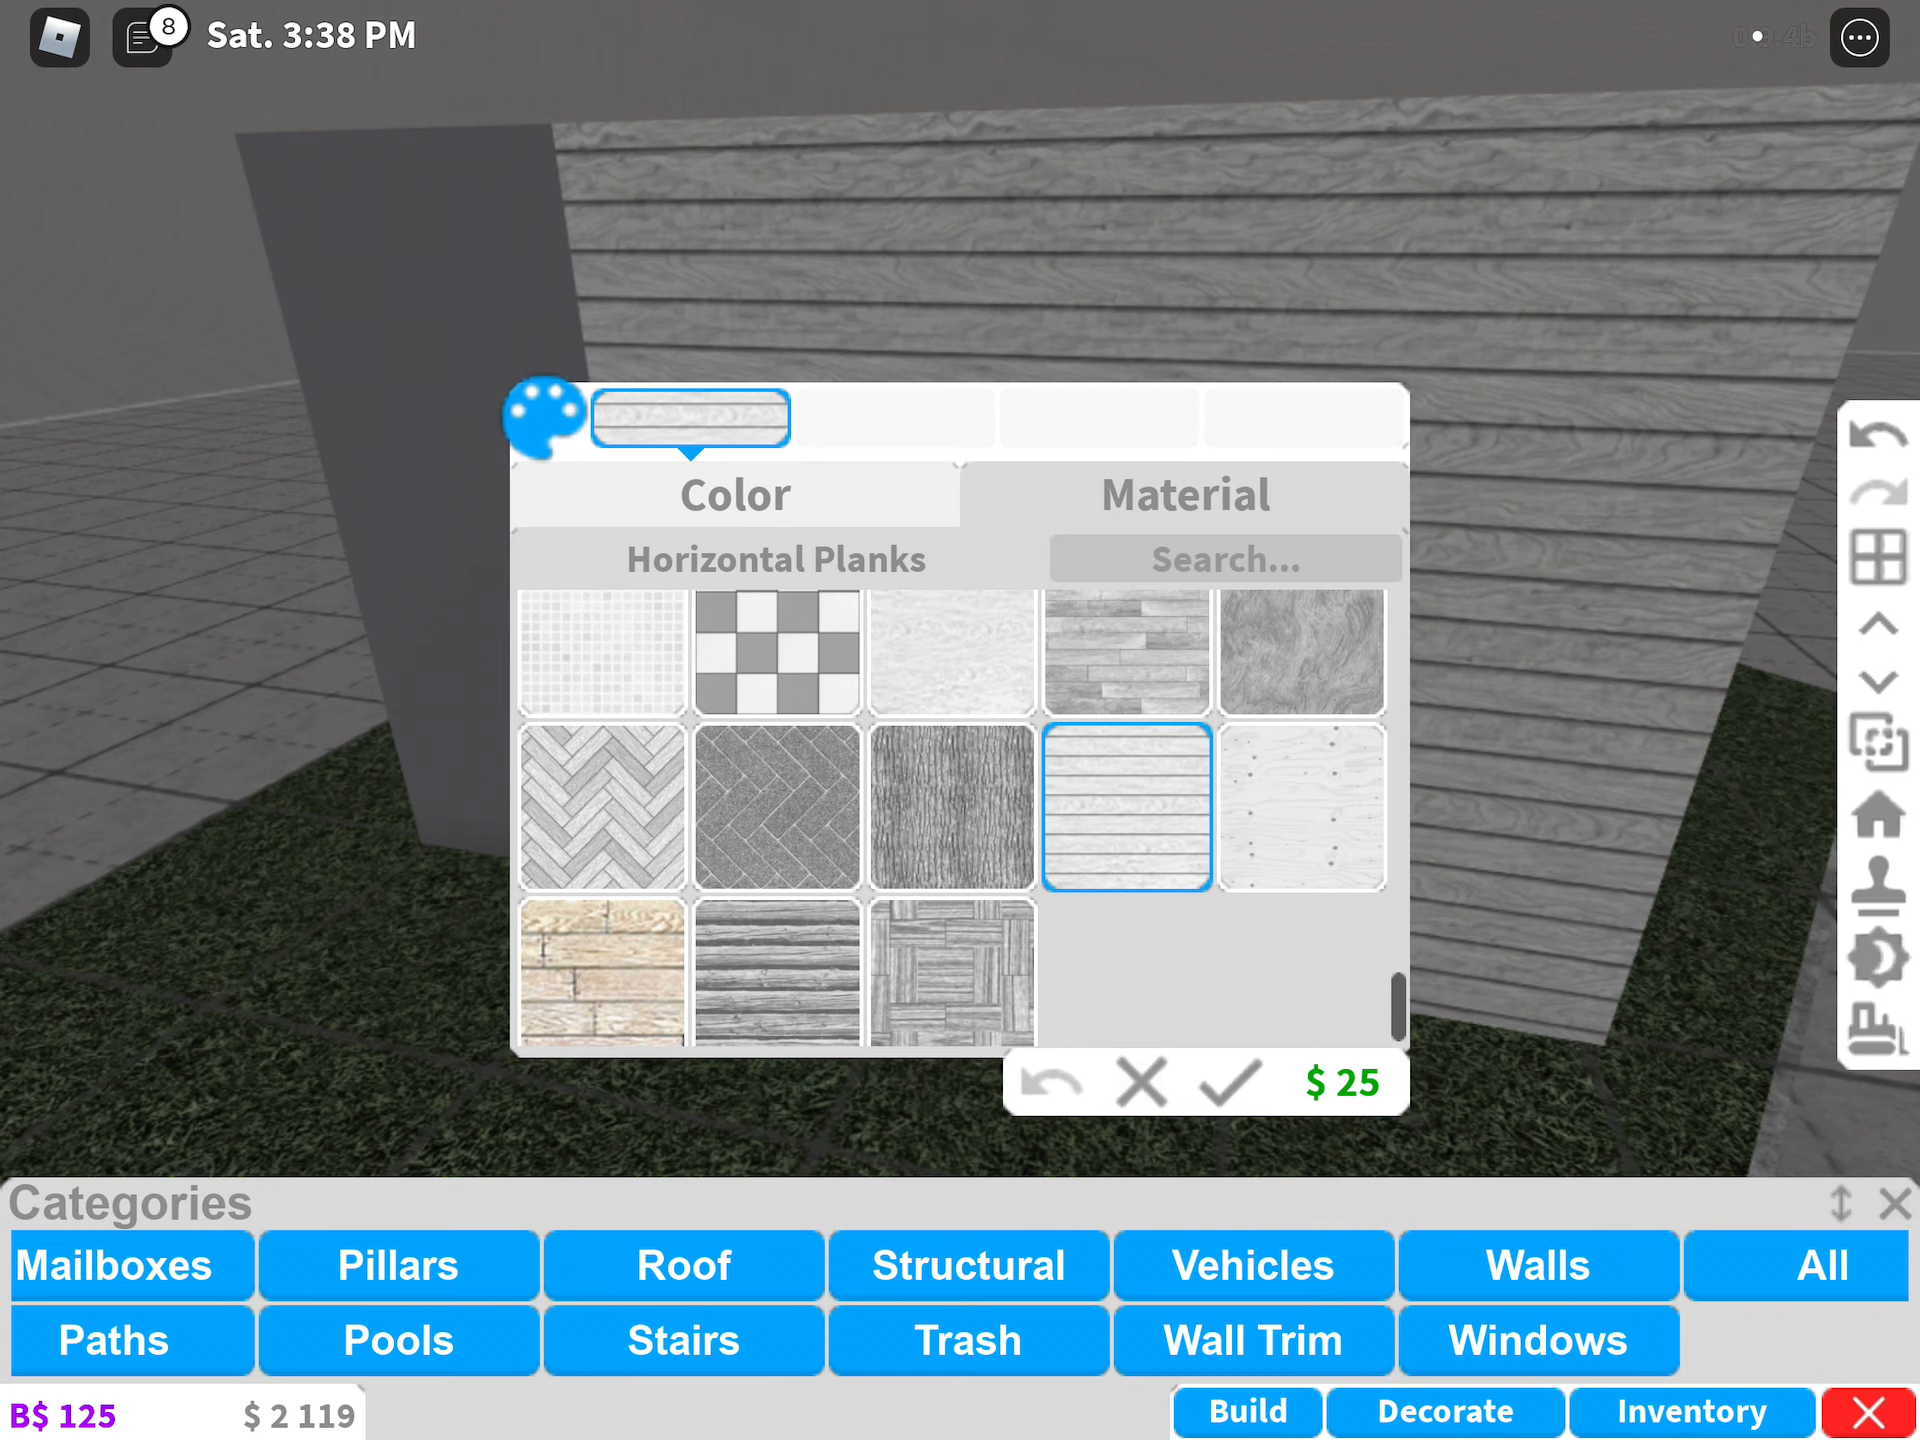 8
Sat. 3:38 PM
Color
Material
Horizontal Planks
Search...
$ 25
Categories
Mailboxes
Pillars
Roof
Structural
Vehicles
Walls
All
Paths
Pools
Stairs
Trash
Wall Trim
Windows
B$ 125
$ 2 119
Build
Decorate
Inventory